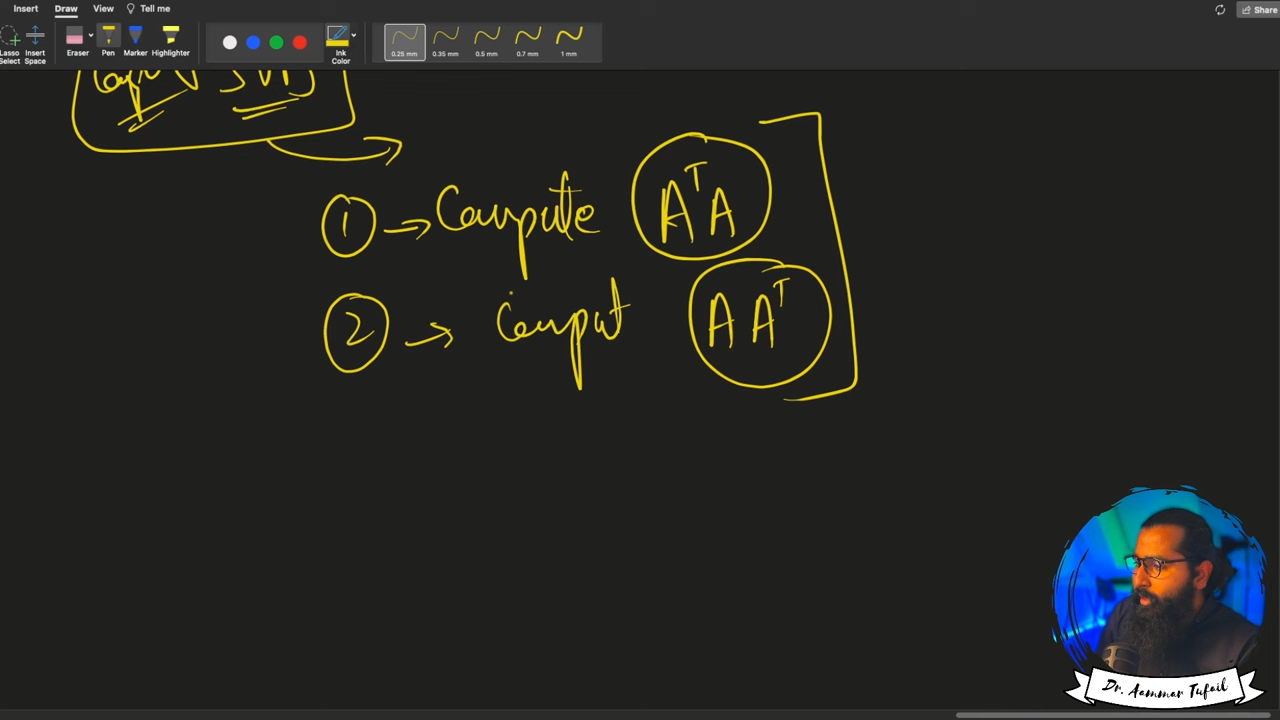 Insert Draw View Tell me
Share
Lasso Select
Insert Space
Eraser
Pen
Marker
Highlighter
Ink Color
0.25 mm
0.35 mm
0.5 mm
0.7 mm
1 mm
SVD
1 → Compute AᵀA
2 → Comput AAᵀ
Dr. Aammar Tufail